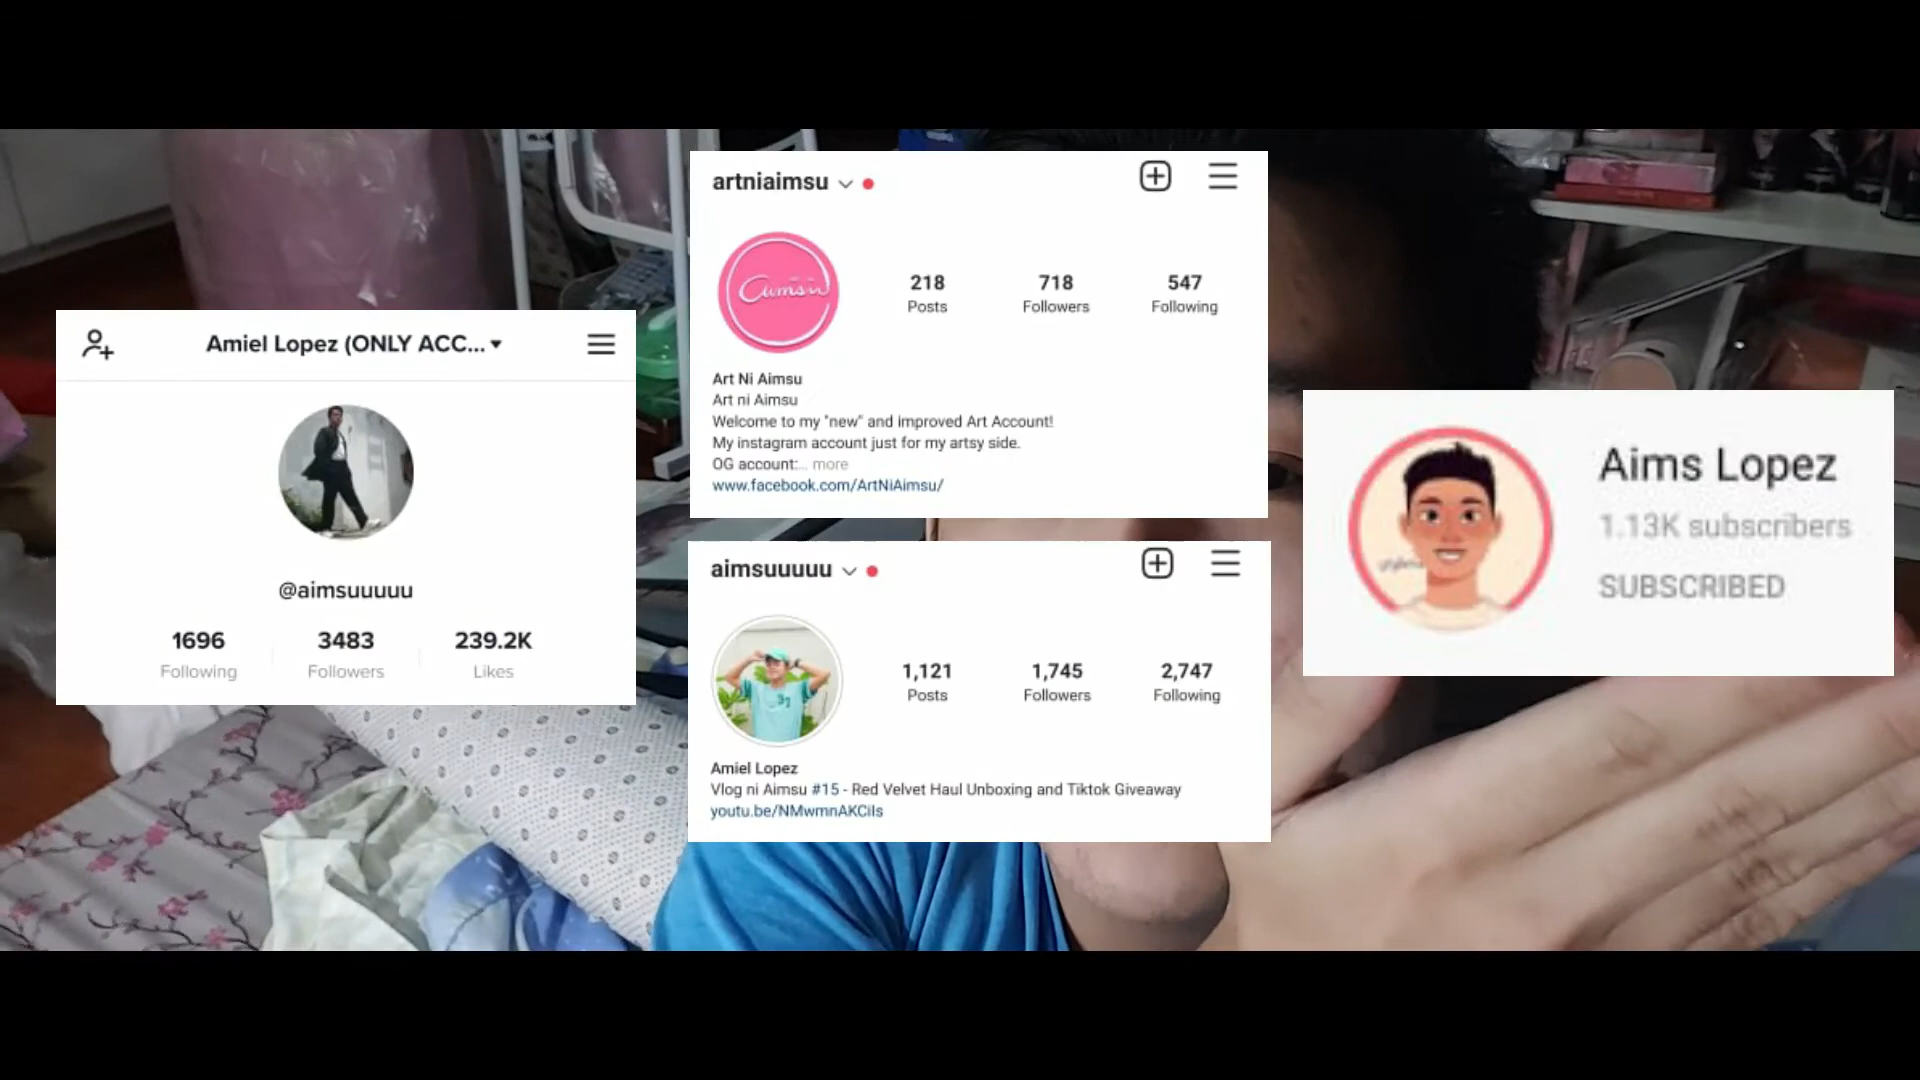 Amiel Lopez (ONLY ACC...
@aimsuuuuu
1696 3483 239.2K
Following Followers Likes
artniaimsu
Aimsu
218 718 547
Posts Followers Following
Art Ni Aimsu
Art ni Aimsu
Welcome to my "new" and improved Art Account!
My instagram account just for my artsy side.
OG account:... more
www.facebook.com/ArtNiAimsu/
aimsuuuuu
1,121 1,745 2,747
Posts Followers Following
Amiel Lopez
Vlog ni Aimsu #15 - Red Velvet Haul Unboxing and Tiktok Giveaway
youtu.be/NMwmnAKCiIs
Aims Lopez
1.13K subscribers
SUBSCRIBED